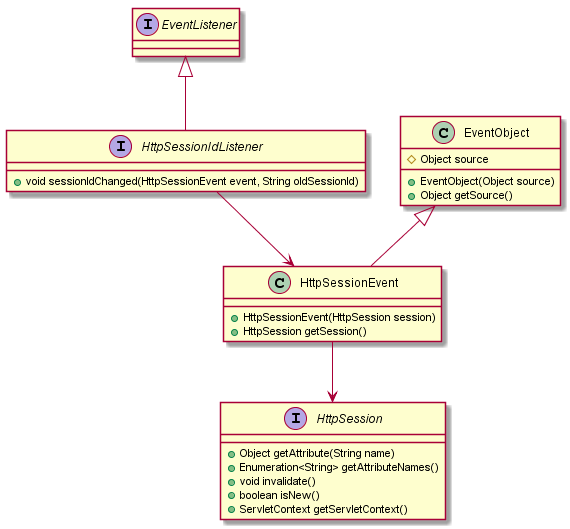 I EventListener
I HttpSessionIdListener
void sessionIdChanged(HttpSessionEvent event, String oldSessionId)
C EventObject
Object source
EventObject(Object source)
Object getSource()
C HttpSessionEvent
HttpSessionEvent(HttpSession session)
HttpSession getSession()
I HttpSession
Object getAttribute(String name)
Enumeration<String> getAttributeNames()
void invalidate()
boolean isNew()
ServletContext getServletContext()